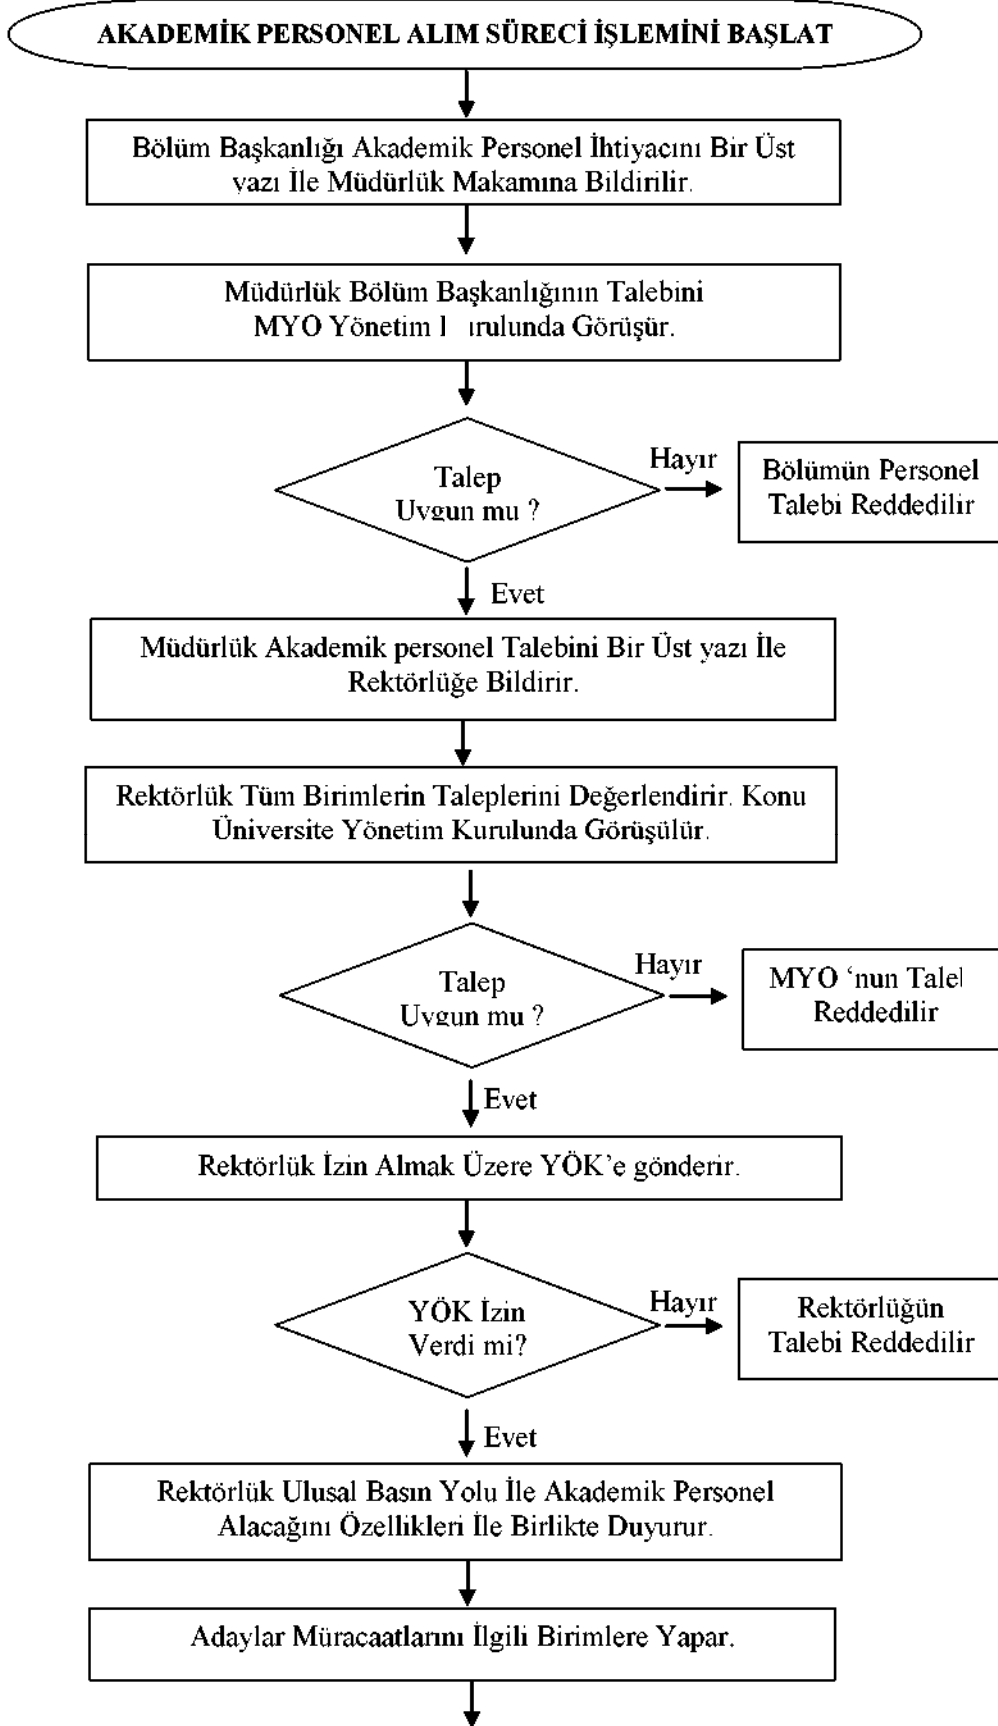 AKADEMİK PERSONEL ALIM SÜRECİ İŞLEMİNİ BAŞLAT
Bölüm Başkanlığı Akademik Personel İhtiyacını Bir Üst
yazı İle Müdürlük Makamına Bildirilir.
Müdürlük Bölüm Başkanlığının Talebini
MYO Yönetim Görüşür.
Talep
Uygun mu ?
Hayır
Bölümün Personel
Talebi Reddedilir
Evet
Müdürlük Akademik personel Talebini Bir Üst yazı İle
Rektörlüğe Bildirir.
Rektörlük Tüm Birimlerin Taleplerini Değerlendirir. Konu
Üniversite Yönetim Kurulunda Görüşülür.
Talep
Uygun mu ?
Hayır
MYO ‘nun
Reddedilir
Evet
Rektörlük İzin Almak Üzere YÖK’e gönderir.
YÖK İzin
Verdi mi?
Hayır
Rektörlüğün
Talebi Reddedilir
Evet
Rektörlük Ulusal Basın Yolu İle Akademik Personel
Alacağını Özellikleri İle Birlikte Duyurur.
Adaylar Müracaatlarını İlgili Birimlere Yapar.